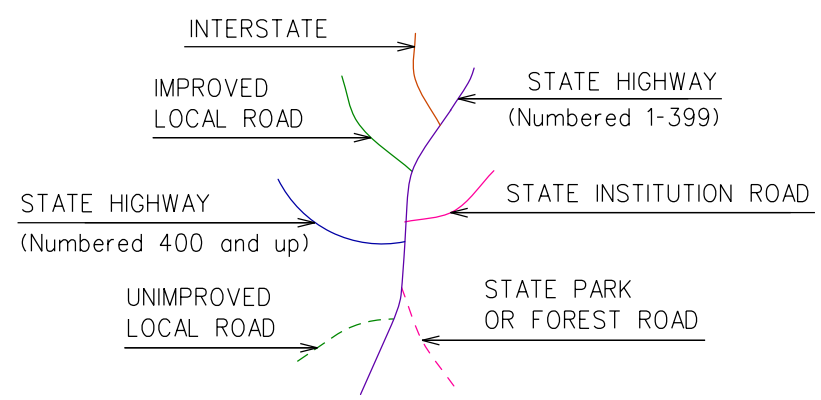 INTERSTATE
STATE HIGHWAY
(Numbered 1-399)
IMPROVED
LOCAL ROAD
STATE INSTITUTION ROAD
STATE HIGHWAY
(Numbered 400 and up)
UNIMPROVED
LOCAL ROAD
STATE PARK
OR FOREST ROAD